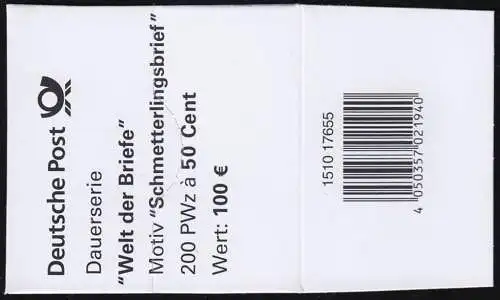 Deutsche Post
Dauerserie
"Welt der Briefe"
Motiv "Schmetterlingsbrief"
200 PWz à 50 Cent
Wert: 100 €
1510 17655
4 050357 021940